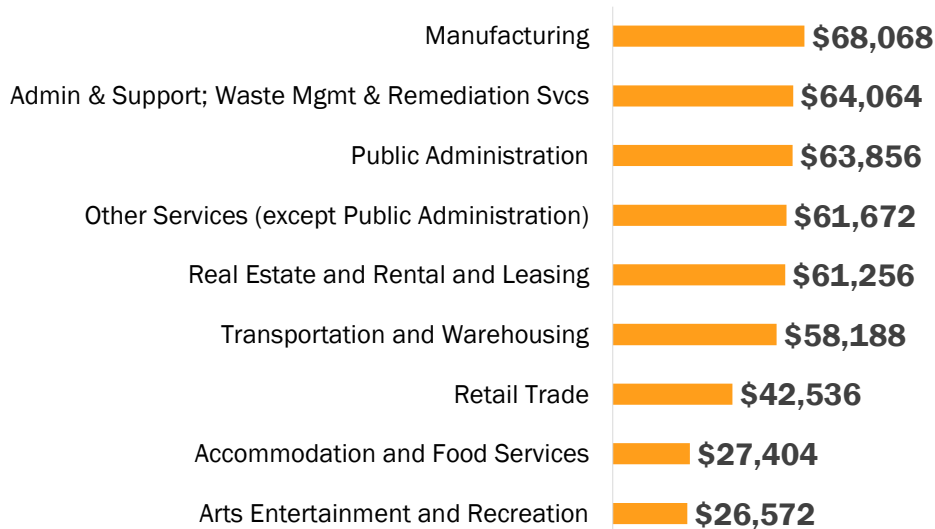 Manufacturing $68,068
Admin & Support; Waste Mgmt & Remediation Svcs $64,064
Public Administration $63,856
Other Services (except Public Administration) $61,672
Real Estate and Rental and Leasing $61,256
Transportation and Warehousing $58,188
Retail Trade $42,536
Accommodation and Food Services $27,404
Arts Entertainment and Recreation $26,572